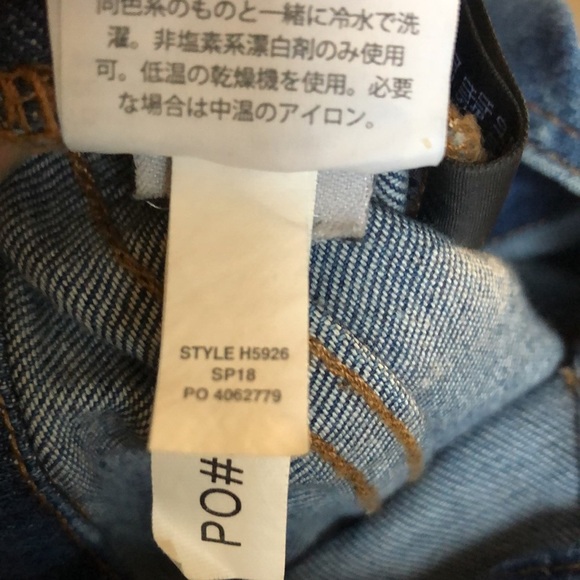 同色系のものと一緒に冷水で洗
濯。非塩素系漂白剤のみ使用
可。低温の乾燥機を使用。必要
な場合は中温のアイロン。
STYLE H5926
SP18
PO 4062779
PO#